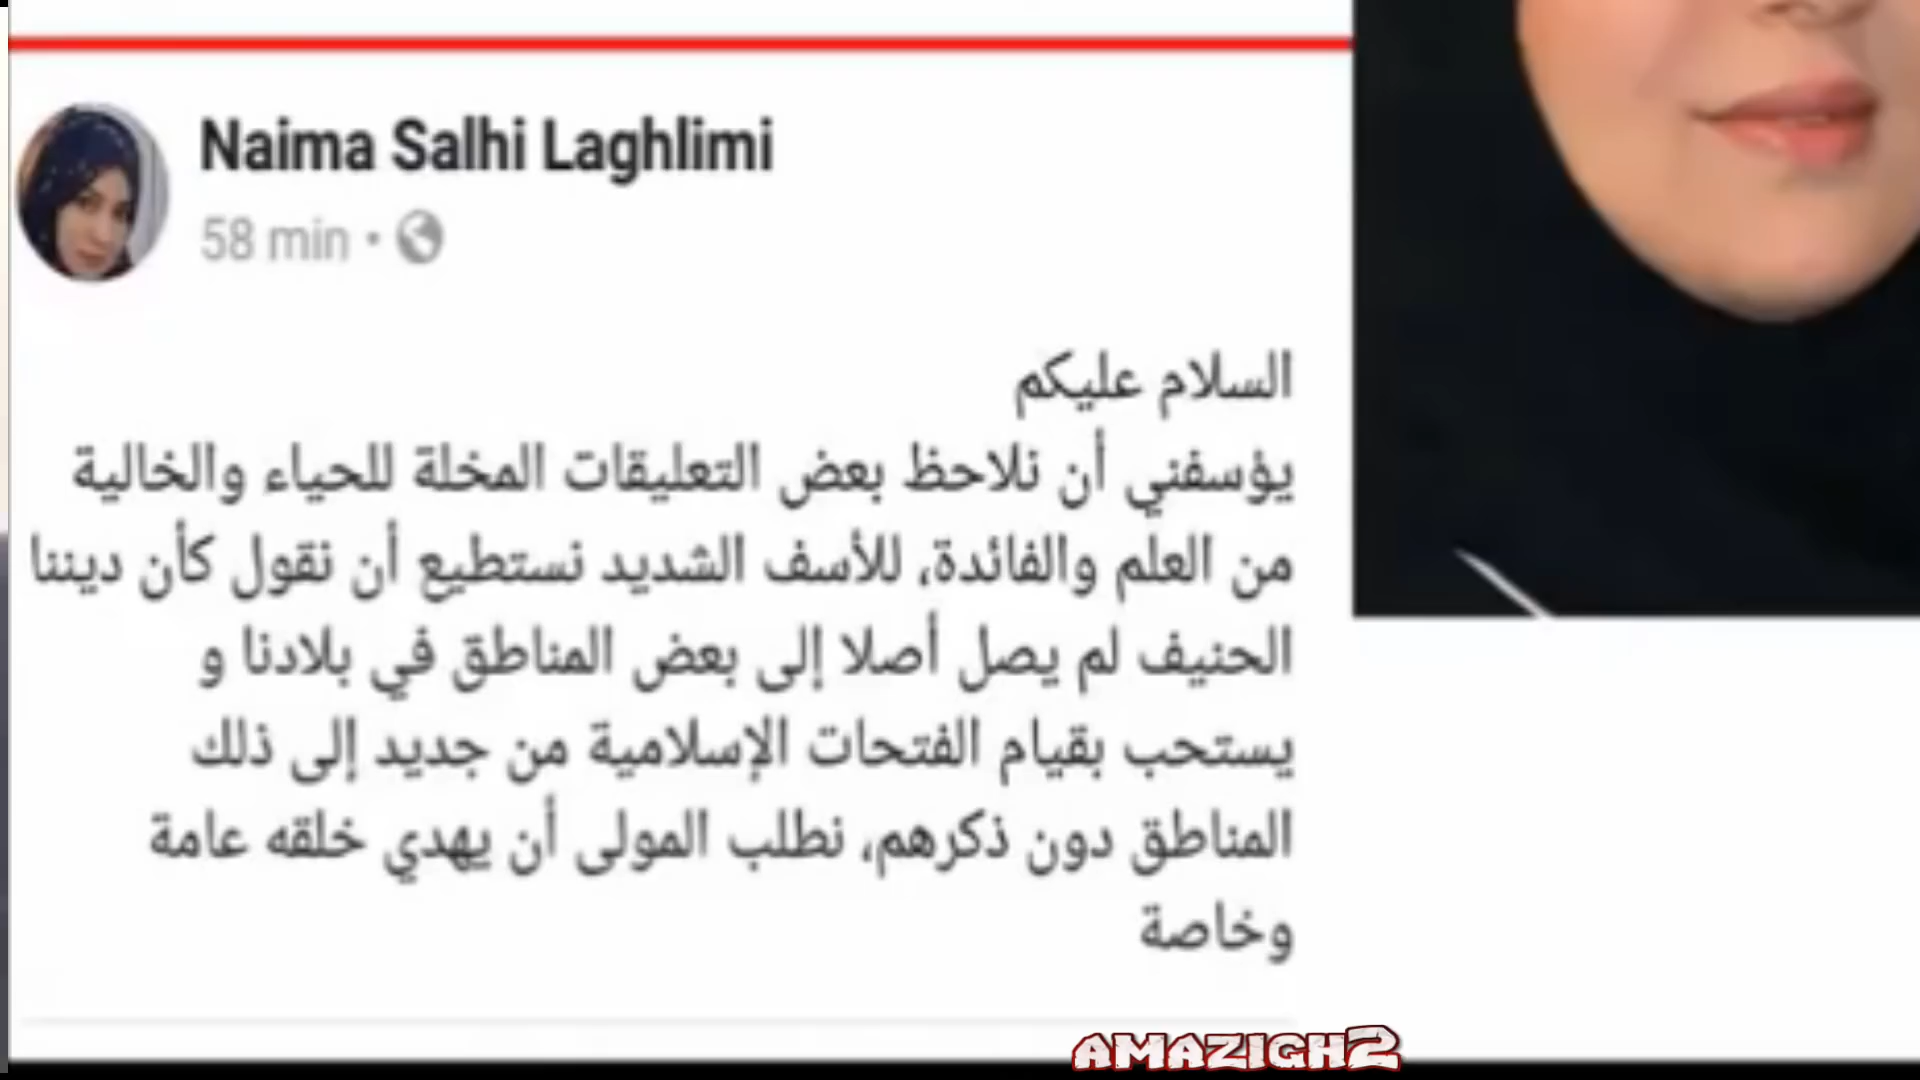 Naima Salhi Laghlimi
58 min
السلام عليكم
يؤسفني أن نلاحظ بعض التعليقات المخلة للحياء والخالية
من العلم والفائدة، للأسف الشديد نستطيع أن نقول كأن ديننا
الحنيف لم يصل أصلا إلى بعض المناطق في بلادنا و
يستحب بقيام الفتحات الإسلامية من جديد إلى ذلك
المناطق دون ذكرهم، نطلب المولى أن يهدي خلقه عامة
وخاصة
AMAZIGH2